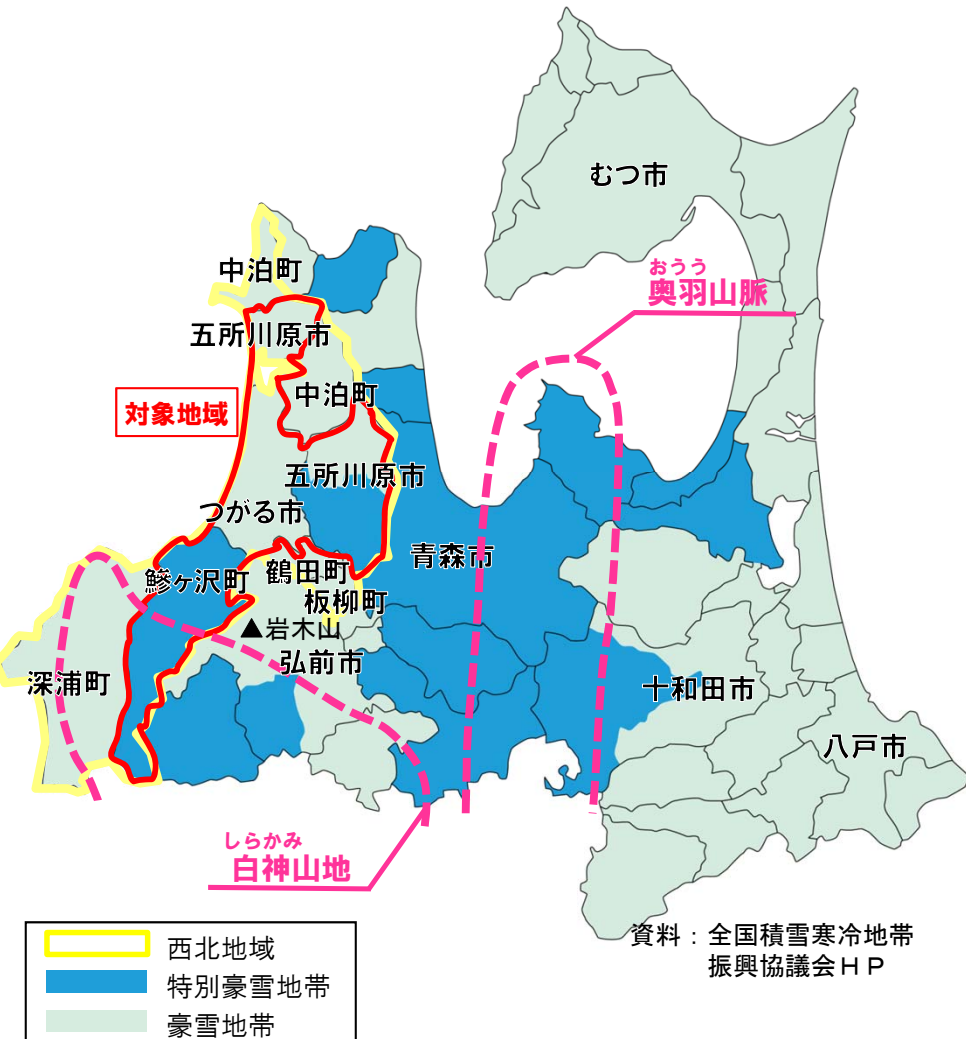 むつ市
おうう
奥羽山脈
中泊町
五所川原市
中泊町
対象地域
五所川原市
つがる市
青森市
鶴田町
鰺ヶ沢町
板柳町
▲岩木山
弘前市
深浦町
十和田市
八戸市
しらかみ
白神山地
資料：全国積雪寒冷地帯
振興協議会ＨＰ
西北地域
特別豪雪地帯
豪雪地帯